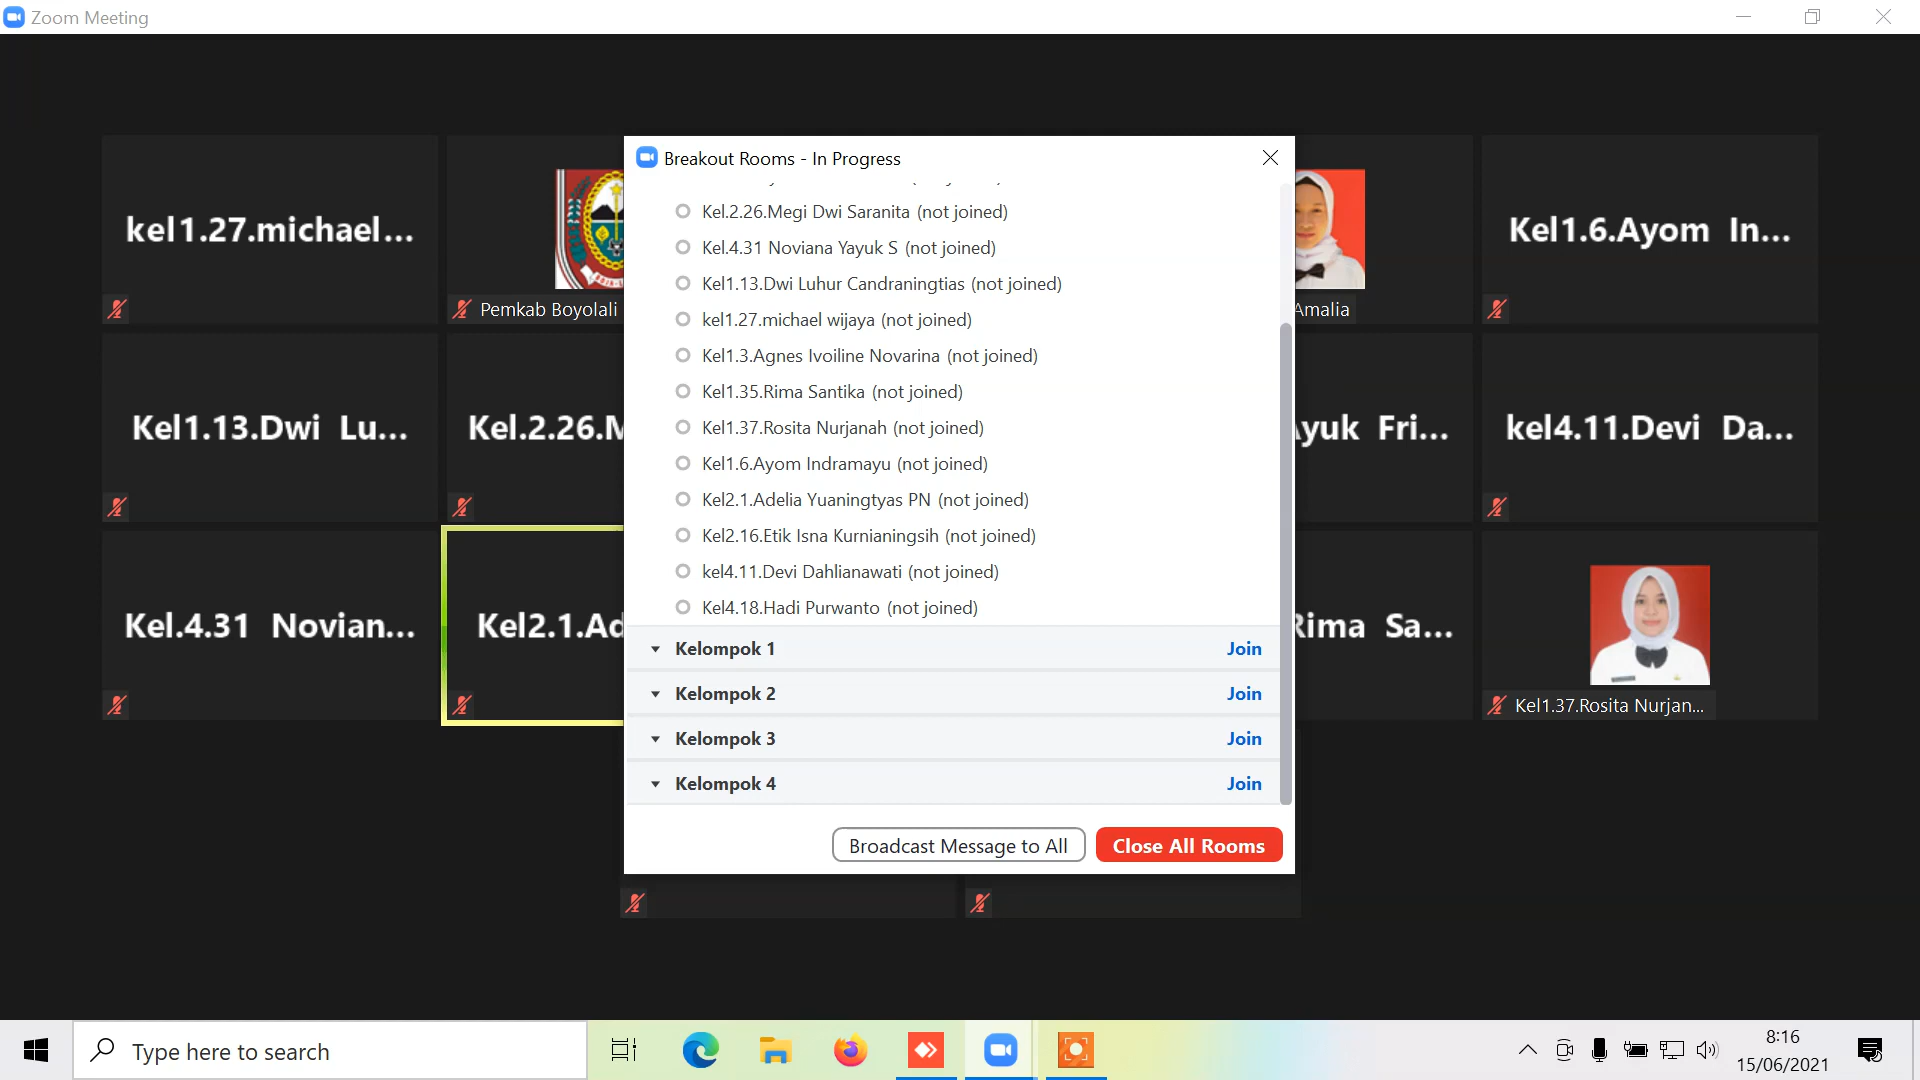 Zoom Meeting
Breakout Rooms - In Progress
kel1.27.michael...
Pemkab Boyolali
Amalia
Kel1.6.Ayom In...
Kel.2.26.Megi Dwi Saranita (not joined)
Kel.4.31 Noviana Yayuk S (not joined)
Kel1.13.Dwi Luhur Candraningtias (not joined)
kel1.27.michael wijaya (not joined)
Kel1.3.Agnes Ivoiline Novarina (not joined)
Kel1.35.Rima Santika (not joined)
Kel1.37.Rosita Nurjanah (not joined)
Kel1.6.Ayom Indramayu (not joined)
Kel2.1.Adelia Yuaningtyas PN (not joined)
Kel2.16.Etik Isna Kurnianingsih (not joined)
kel4.11.Devi Dahlianawati (not joined)
Kel4.18.Hadi Purwanto (not joined)
Kel1.13.Dwi Lu...
Kel.2.26.M
yuk Fri...
kel4.11.Devi Da...
Kel.4.31 Novian...
Kel2.1.Ad
Rima Sa...
Kel1.37.Rosita Nurjan...
Kelompok 1 Join
Kelompok 2 Join
Kelompok 3 Join
Kelompok 4 Join
Broadcast Message to All Close All Rooms
Type here to search
8:16
15/06/2021